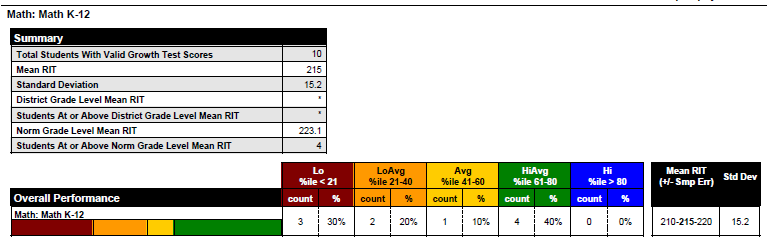 Math: Math K-12
Summary
Total Students With Valid Growth Test Scores 10
Mean RIT 215
Standard Deviation 15.2
District Grade Level Mean RIT *
Students At or Above District Grade Level Mean RIT *
Norm Grade Level Mean RIT 223.1
Students At or Above Norm Grade Level Mean RIT 4
Lo LoAvg Avg HiAvg Hi Mean RIT Std Dev
%ile < 21 %ile 21-40 %ile 41-60 %ile 61-80 %ile > 80 (+/- Smp Err)
Overall Performance count % count % count % count % count %
Math: Math K-12 3 30% 2 20% 1 10% 4 40% 0 0% 210-215-220 15.2